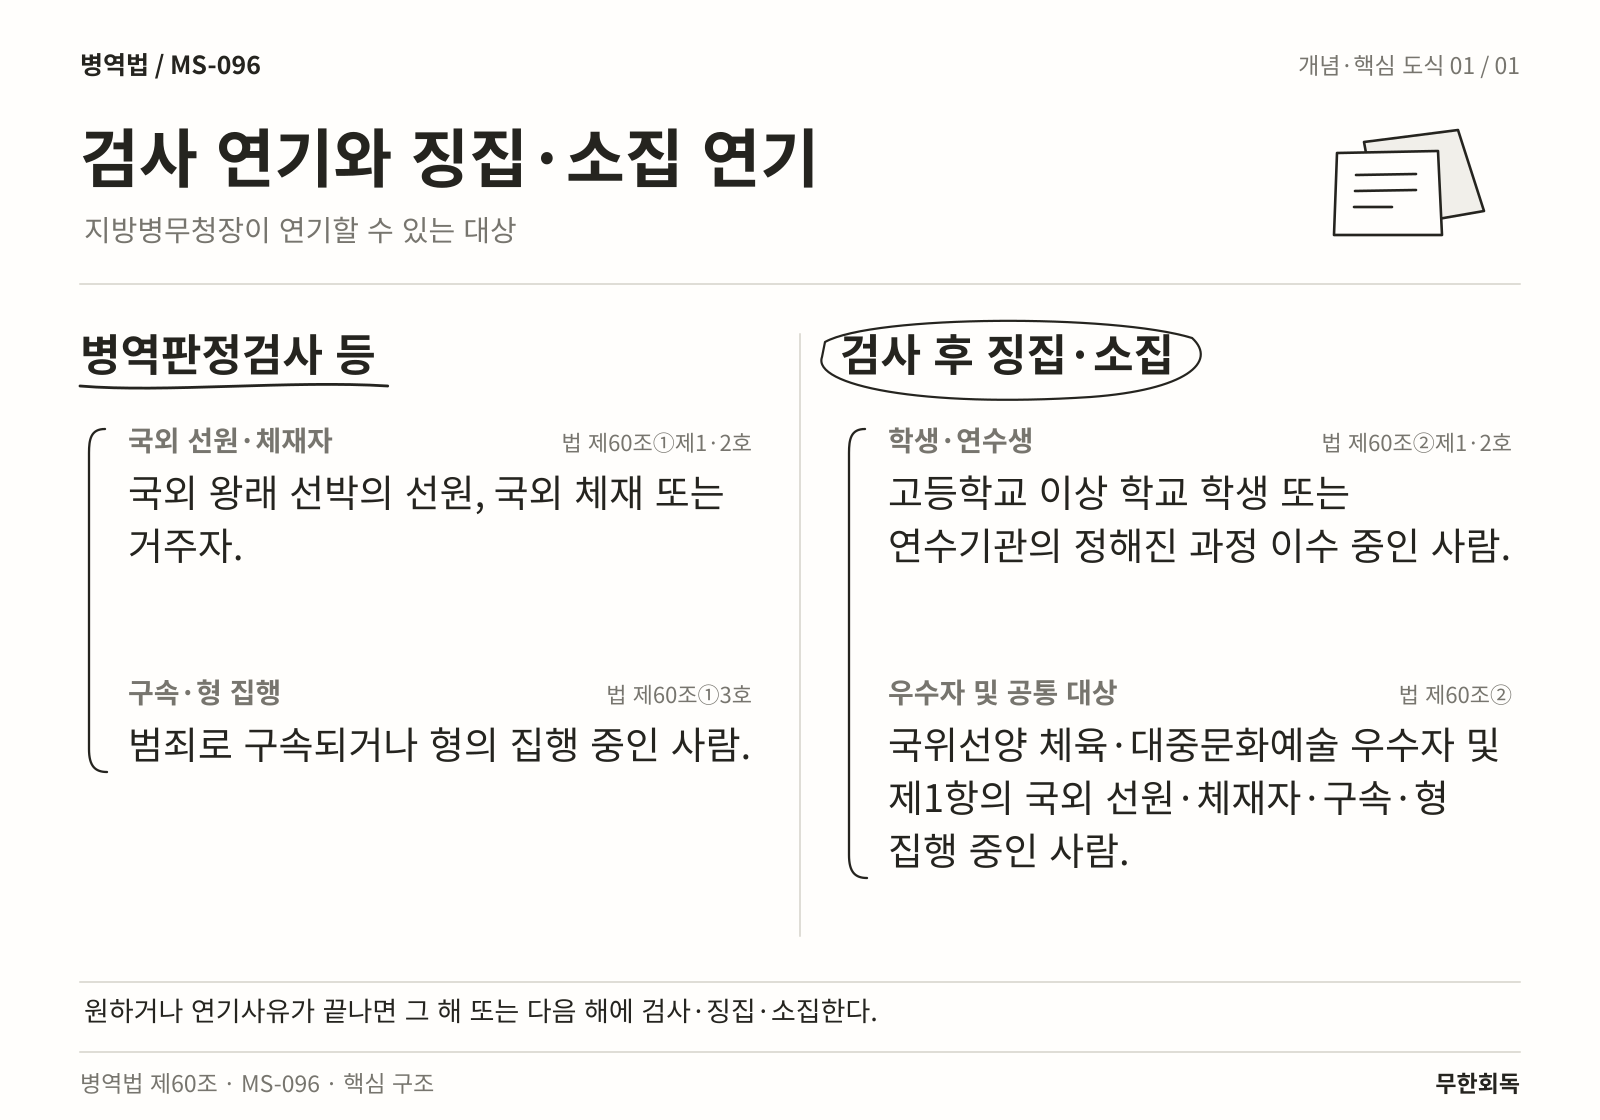 병역법 / MS-096
개념·핵심 도식 01 / 01
검사 연기와 징집·소집 연기
지방병무청장이 연기할 수 있는 대상
병역판정검사 등
국외 선원·체재자
법 제60조①제1·2호
국외 왕래 선박의 선원, 국외 체재 또는
거주자.
구속·형 집행
법 제60조①3호
범죄로 구속되거나 형의 집행 중인 사람.
검사 후 징집·소집
학생·연수생
법 제60조②제1·2호
고등학교 이상 학교 학생 또는
연수기관의 정해진 과정 이수 중인 사람.
우수자 및 공통 대상
법 제60조②
국위선양 체육·대중문화예술 우수자 및
제1항의 국외 선원·체재자·구속·형
집행 중인 사람.
원하거나 연기사유가 끝나면 그 해 또는 다음 해에 검사·징집·소집한다.
병역법 제60조 · MS-096 · 핵심 구조
무한회독